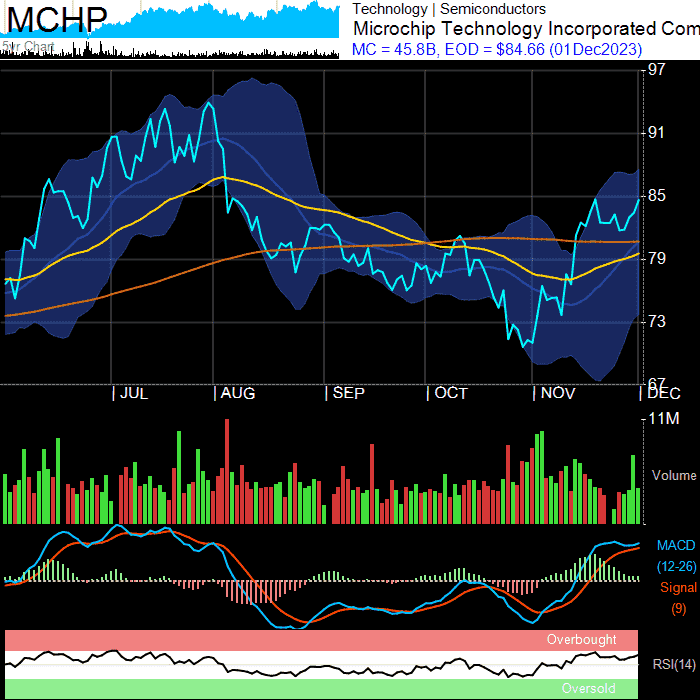 MCHP
5yr Chart
Technology | Semiconductors
Microchip Technology Incorporated Com
MC = 45.8B, EOD = $84.66 (01Dec2023)
97
91
85
79
73
67
JUL AUG SEP OCT NOV DEC
11M
Volume
MACD
(12-26)
Signal
(9)
Overbought
RSI(14)
Oversold